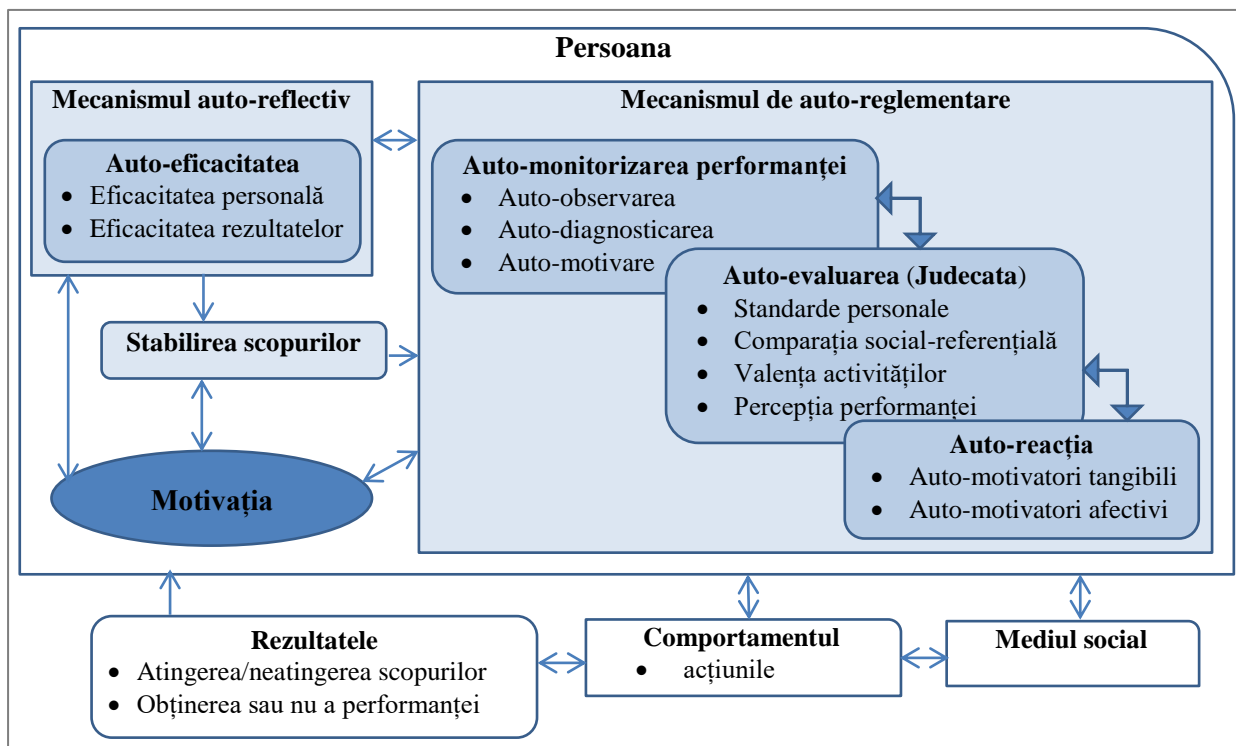 Persoana
Mecanismul auto-reflectiv
Auto-eficacitatea
• Eficacitatea personală
• Eficacitatea rezultatelor
Stabilirea scopurilor
Motivația
Mecanismul de auto-reglementare
Auto-monitorizarea performanței
• Auto-observarea
• Auto-diagnosticarea
• Auto-motivare
Auto-evaluarea (Judecata)
• Standarde personale
• Comparația social-referențială
• Valența activităților
• Percepția performanței
Auto-reacția
• Auto-motivatori tangibili
• Auto-motivatori afectivi
Rezultatele
• Atingerea/neatingerea scopurilor
• Obținerea sau nu a performanței
Comportamentul
• acțiunile
Mediul social